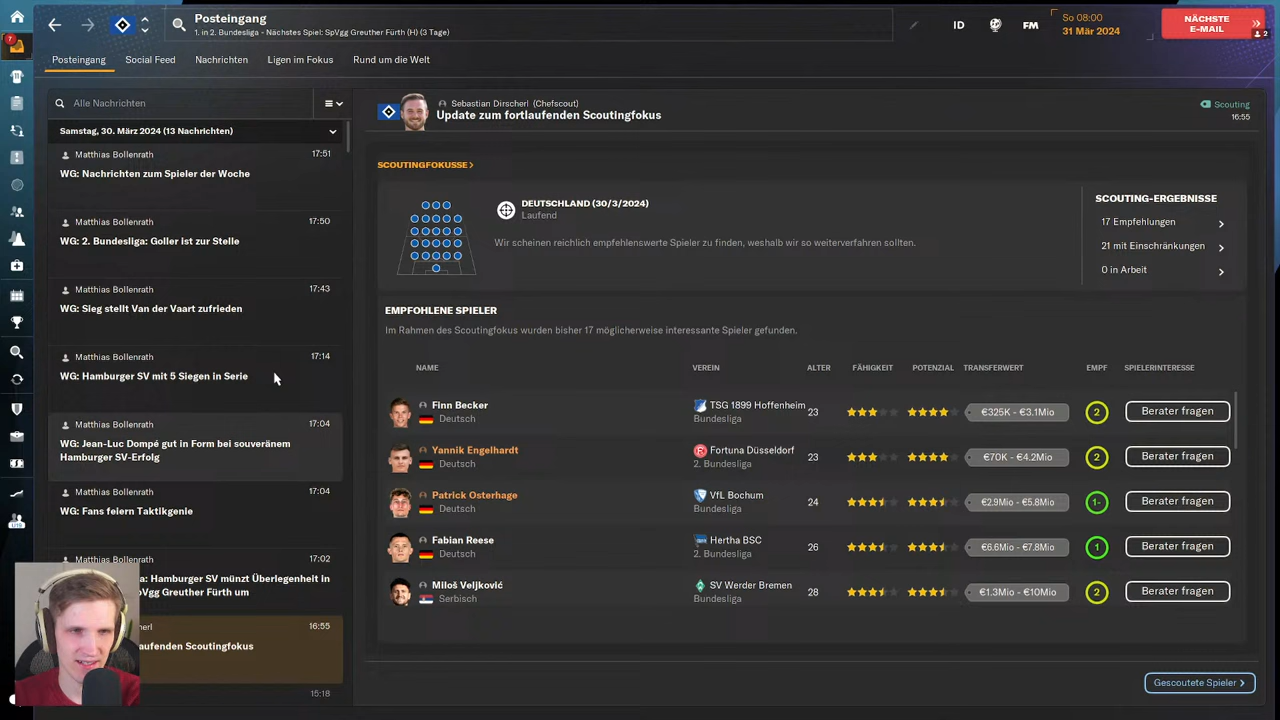 Posteingang
1. in 2. Bundesliga - Nächstes Spiel: SpVgg Greuther Fürth (H) (3 Tage)
ID
FM
So 08:00
31 Mär 2024
NÄCHSTE
E-MAIL
2
7
Posteingang
Social Feed
Nachrichten
Ligen im Fokus
Rund um die Welt
Alle Nachrichten
Samstag, 30. März 2024 (13 Nachrichten)
Matthias Bollenrath 17:51
WG: Nachrichten zum Spieler der Woche
Matthias Bollenrath 17:50
WG: 2. Bundesliga: Goller ist zur Stelle
Matthias Bollenrath 17:43
WG: Sieg stellt Van der Vaart zufrieden
Matthias Bollenrath 17:14
WG: Hamburger SV mit 5 Siegen in Serie
Matthias Bollenrath 17:04
WG: Jean-Luc Dompé gut in Form bei souveränem
Hamburger SV-Erfolg
Matthias Bollenrath 17:04
WG: Fans feiern Taktikgenie
Matthias Bollenrath 17:02
Hamburger SV münzt Überlegenheit in
Greuther Fürth um
16:55
laufenden Scoutingfokus
15:18
U19
Sebastian Dirscherl (Chefscout)
Update zum fortlaufenden Scoutingfokus
Scouting
16:55
SCOUTINGFOKUSSE >
DEUTSCHLAND (30/3/2024)
Laufend
Wir scheinen reichlich empfehlenswerte Spieler zu finden, weshalb wir so weiterverfahren sollten.
SCOUTING-ERGEBNISSE
17 Empfehlungen
21 mit Einschränkungen
0 in Arbeit
EMPFOHLENE SPIELER
Im Rahmen des Scoutingfokus wurden bisher 17 möglicherweise interessante Spieler gefunden.
NAME VEREIN ALTER FÄHIGKEIT POTENZIAL TRANSFERWERT EMPF SPIELERINTERESSE
Finn Becker TSG 1899 Hoffenheim 23 €325K - €3.1Mio 2 Berater fragen
Deutsch Bundesliga
Yannik Engelhardt Fortuna Düsseldorf 23 €70K - €4.2Mio 2 Berater fragen
Deutsch 2. Bundesliga
Patrick Osterhage VfL Bochum 24 €2.9Mio - €5.8Mio 1- Berater fragen
Deutsch Bundesliga
Fabian Reese Hertha BSC 26 €6.6Mio - €7.8Mio 1 Berater fragen
Deutsch 2. Bundesliga
Miloš Veljković SV Werder Bremen 28 €1.3Mio - €10Mio 2 Berater fragen
Serbisch Bundesliga
Gescoutete Spieler >